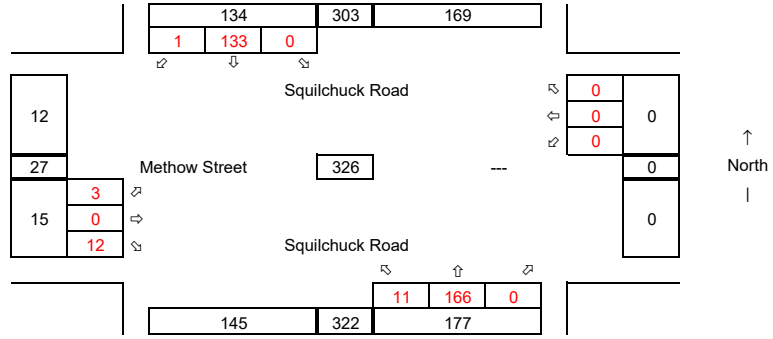 134 303 169
1 133 0
⬃ ⇩ ⬂
Squilchuck Road ⬁ 0
12 ⇦ 0 0
⬃ 0
↑
27 Methow Street 326 --- 0 North
3 ⬀ |
15 0 ⇨ 0
12 ⬂ Squilchuck Road
⬁ ⇧ ⬀
11 166 0
145 322 177